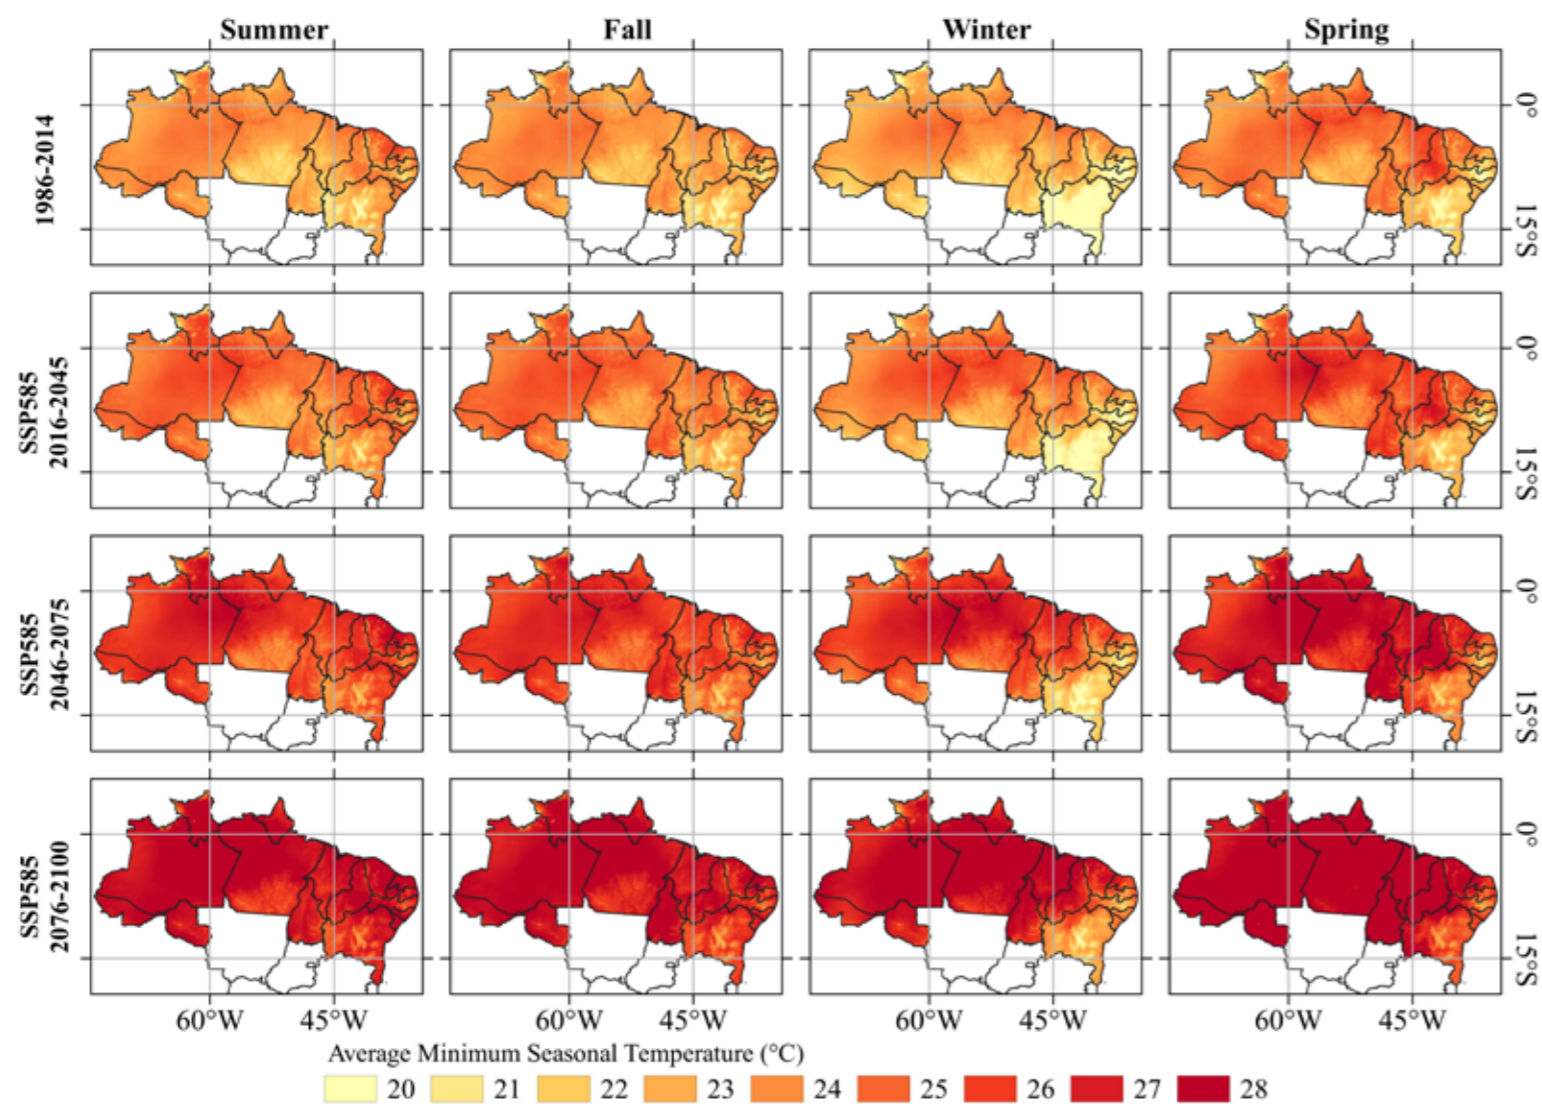 Summer Fall Winter Spring
1986-2014
0°
15°S
SSP585
2016-2045
0°
15°S
SSP585
2046-2075
0°
15°S
SSP585
2076-2100
0°
15°S
60°W 45°W 60°W 45°W 60°W 45°W 60°W 45°W
Average Minimum Seasonal Temperature (°C)
20 21 22 23 24 25 26 27 28